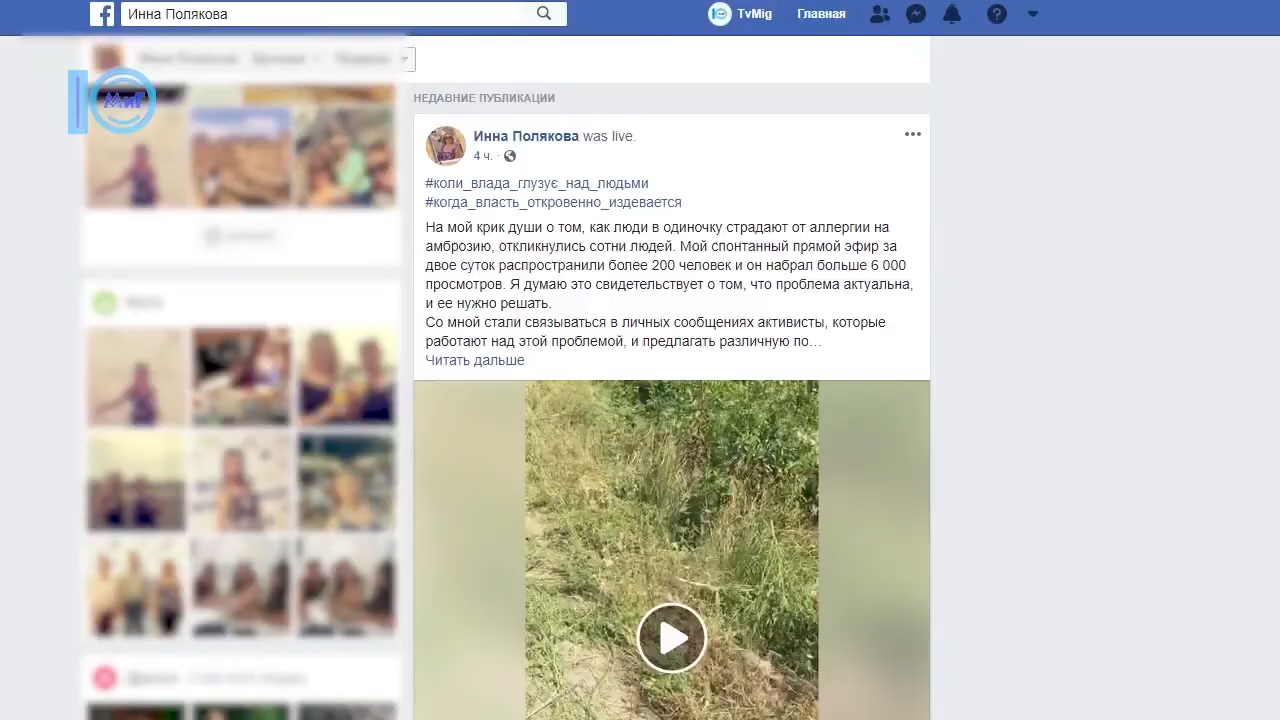 Инна Полякова
TvMig
Главная
МиГ
НЕДАВНИЕ ПУБЛИКАЦИИ
Инна Полякова was live.
4 ч.
#коли_влада_глузує_над_людьми
#когда_власть_откровенно_издевается
На мой крик души о том, как люди в одиночку страдают от аллергии на
амброзию, откликнулись сотни людей. Мой спонтанный прямой эфир за
двое суток распространили более 200 человек и он набрал больше 6 000
просмотров. Я думаю это свидетельствует о том, что проблема актуальна,
и ее нужно решать.
Со мной стали связываться в личных сообщениях активисты, которые
работают над этой проблемой, и предлагать различную по…
Читать дальше